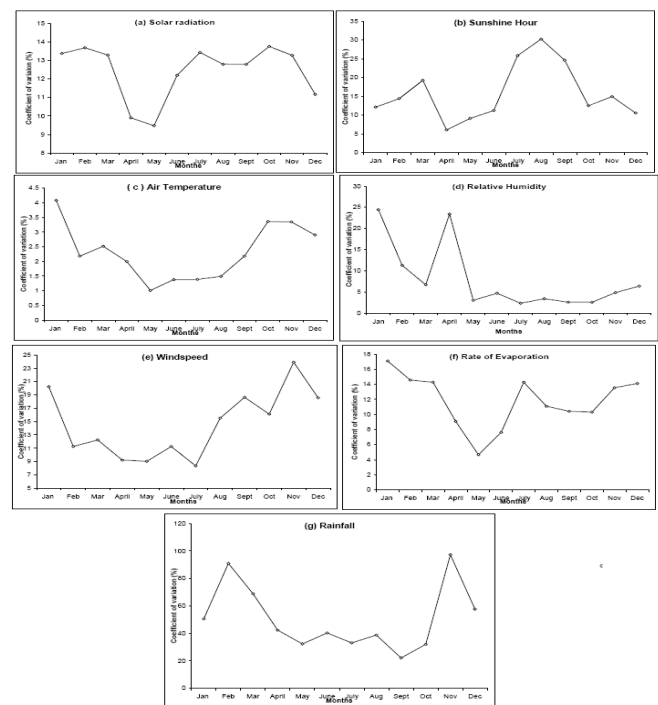 (a) Solar radiation
Coefficient of variation (%)
15
14
13
12
11
10
9
8
Jan Feb Mar April May June July Aug Sept Oct Nov Dec
Months
(b) Sunshine Hour
Coefficient of variation (%)
35
30
25
20
15
10
5
0
Jan Feb Mar April May June July Aug Sept Oct Nov Dec
Months
( c ) Air Temperature
Coefficient of variation (%)
4.5
4
3.5
3
2.5
2
1.5
1
0.5
0
Jan Feb Mar April May June July Aug Sept Oct Nov Dec
Months
(d) Relative Humidity
Coefficient of variation (%)
30
25
20
15
10
5
0
Jan Feb Mar April May June July Aug Sept Oct Nov Dec
Months
(e) Windspeed
Coefficient of variation (%)
25
23
21
19
17
15
13
11
9
7
5
Jan Feb Mar April May June July Aug Sept Oct Nov Dec
Months
(f) Rate of Evaporation
Coefficient of variation (%)
18
16
14
12
10
8
6
4
2
0
Jan Feb Mar April May June July Aug Sept Oct Nov Dec
Months
(g) Rainfall
Coefficient of variation (%)
120
100
80
60
40
20
0
Jan Feb Mar April May June July Aug Sept Oct Nov Dec
Months
c